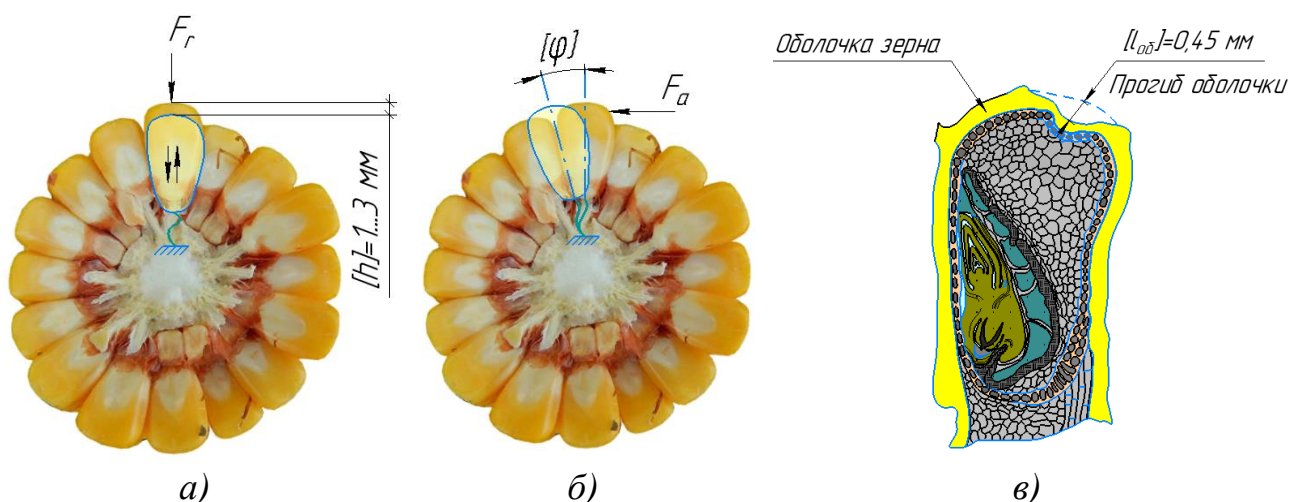 F_r
[h]=1...3 мм
[φ]
F_a
Оболочка зерна
[l_об]=0,45 мм
Прогиб оболочки
а)
б)
в)